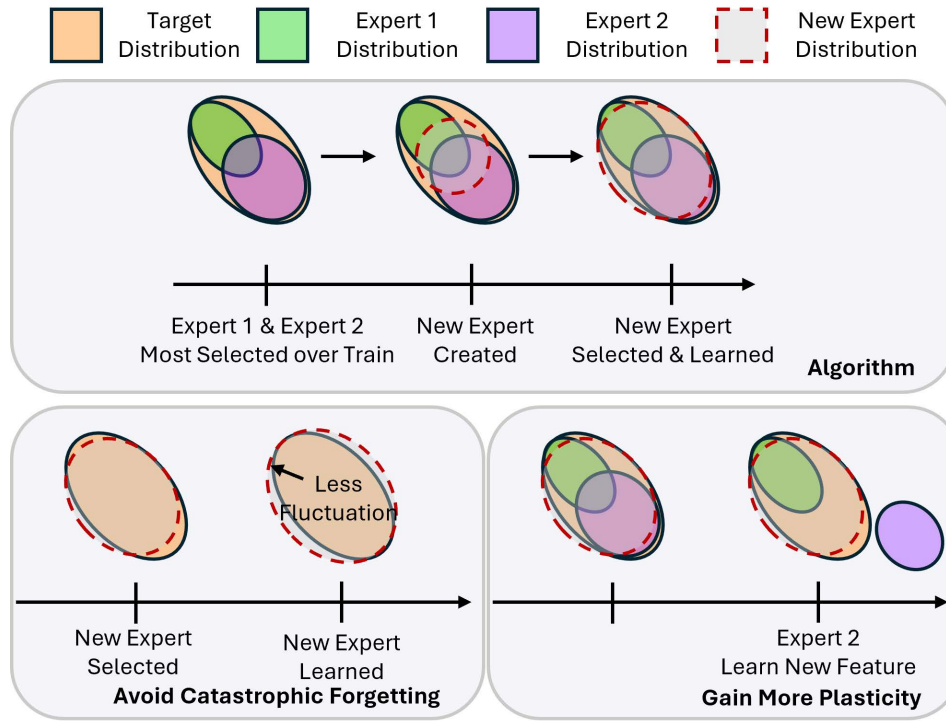 Target
Distribution
Expert 1
Distribution
Expert 2
Distribution
New Expert
Distribution
Expert 1 & Expert 2
Most Selected over Train
New Expert
Created
New Expert
Selected & Learned
Algorithm
Less
Fluctuation
New Expert
Selected
New Expert
Learned
Avoid Catastrophic Forgetting
Expert 2
Learn New Feature
Gain More Plasticity